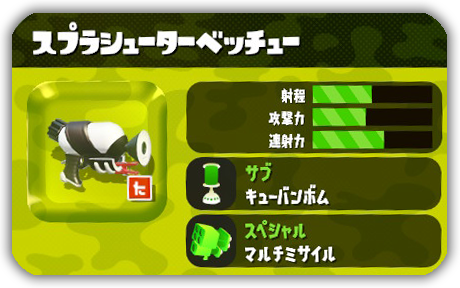 スプラシューターベッチュー
射程
攻撃力
連射力
た
サブ
キューバンボム
スペシャル
マルチミサイル